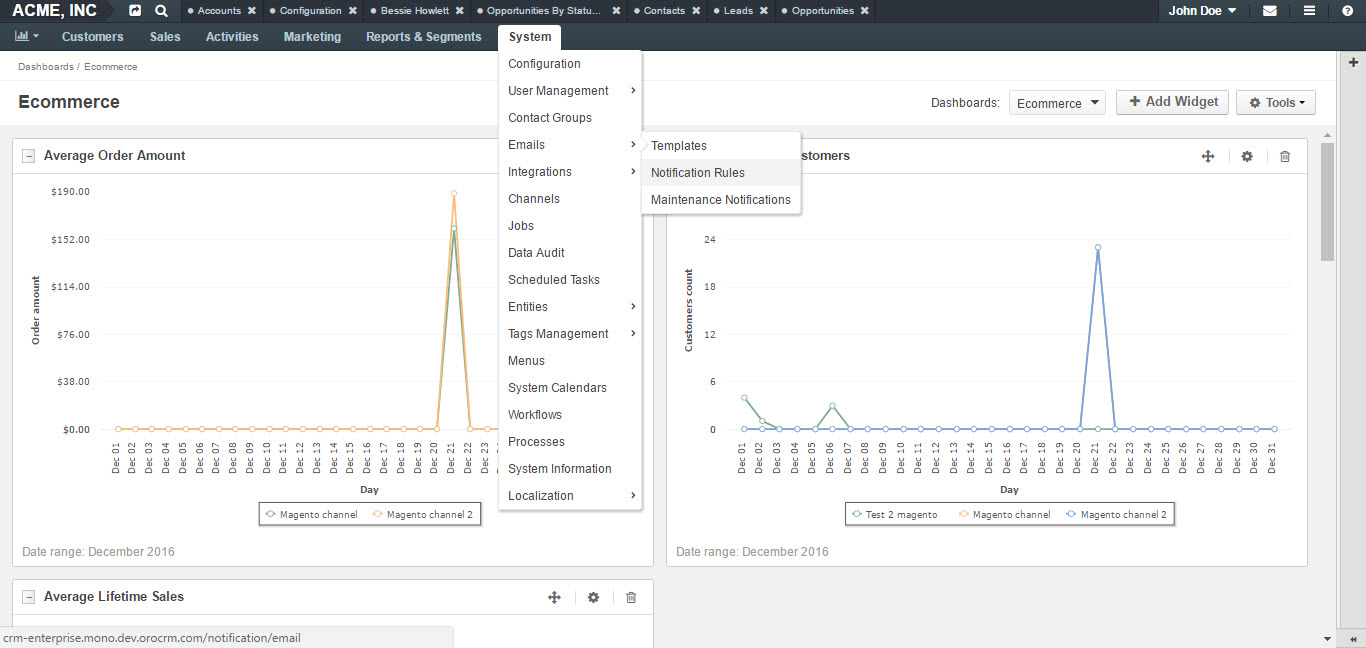 ACME, INC
Accounts Configuration Bessie Howlett Opportunities By Statu... Contacts Leads Opportunities
John Doe
Customers Sales Activities Marketing Reports & Segments System
Dashboards / Ecommerce
Ecommerce
Dashboards: Ecommerce + Add Widget Tools
Configuration
User Management
Contact Groups
Emails
Integrations
Channels
Jobs
Data Audit
Scheduled Tasks
Entities
Tags Management
Menus
System Calendars
Workflows
Processes
System Information
Localization
Templates
Notification Rules
Maintenance Notifications
Average Order Amount
$190.00
$152.00
$114.00
$76.00
$38.00
$0.00
Order amount
Dec 01 Dec 02 Dec 03 Dec 04 Dec 05 Dec 06 Dec 07 Dec 08 Dec 09 Dec 10 Dec 11 Dec 12 Dec 13 Dec 14 Dec 15 Dec 16 Dec 17 Dec 18 Dec 19 Dec 20 Dec 21 Dec 22 Dec 23
Day
Magento channel Magento channel 2
Date range: December 2016
stomers
24
18
12
6
0
Customers count
Dec 01 Dec 02 Dec 03 Dec 04 Dec 05 Dec 06 Dec 07 Dec 08 Dec 09 Dec 10 Dec 11 Dec 12 Dec 13 Dec 14 Dec 15 Dec 16 Dec 17 Dec 18 Dec 19 Dec 20 Dec 21 Dec 22 Dec 23 Dec 24 Dec 25 Dec 26 Dec 27 Dec 28 Dec 29 Dec 30 Dec 31
Day
Test 2 magento Magento channel Magento channel 2
Date range: December 2016
Average Lifetime Sales
crm-enterprise.mono.dev.orocrm.com/notification/email